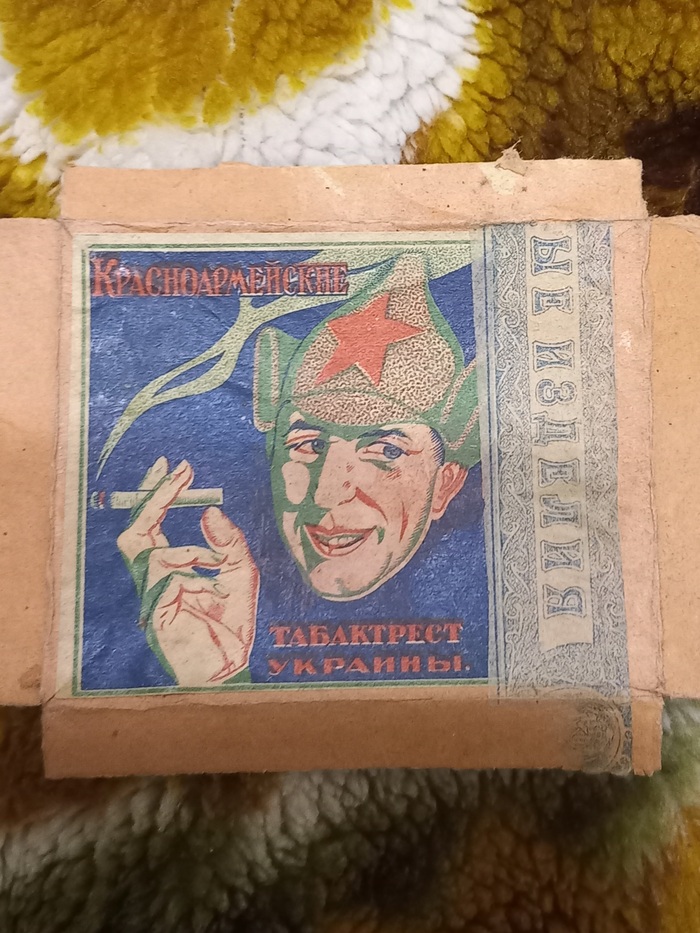 Красноармейские
ТАБАКТРЕСТ
УКРАИНЫ.
ЫЕ ИЗДЕЛИЯ